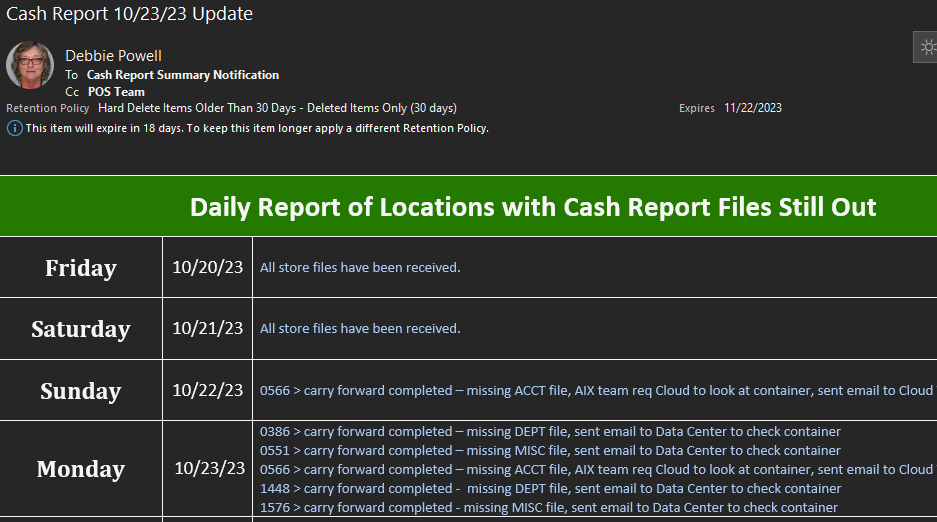 Cash Report 10/23/23 Update
Debbie Powell
To Cash Report Summary Notification
Cc POS Team
Retention Policy Hard Delete Items Older Than 30 Days - Deleted Items Only (30 days) Expires 11/22/2023
This item will expire in 18 days. To keep this item longer apply a different Retention Policy.
Daily Report of Locations with Cash Report Files Still Out
Friday 10/20/23 All store files have been received.
Saturday 10/21/23 All store files have been received.
Sunday 10/22/23 0566 > carry forward completed – missing ACCT file, AIX team req Cloud to look at container, sent email to Cloud
Monday 10/23/23
0386 > carry forward completed – missing DEPT file, sent email to Data Center to check container
0551 > carry forward completed – missing MISC file, sent email to Data Center to check container
0566 > carry forward completed – missing ACCT file, AIX team req Cloud to look at container, sent email to Cloud
1448 > carry forward completed - missing DEPT file, sent email to Data Center to check container
1576 > carry forward completed - missing MISC file, sent email to Data Center to check container